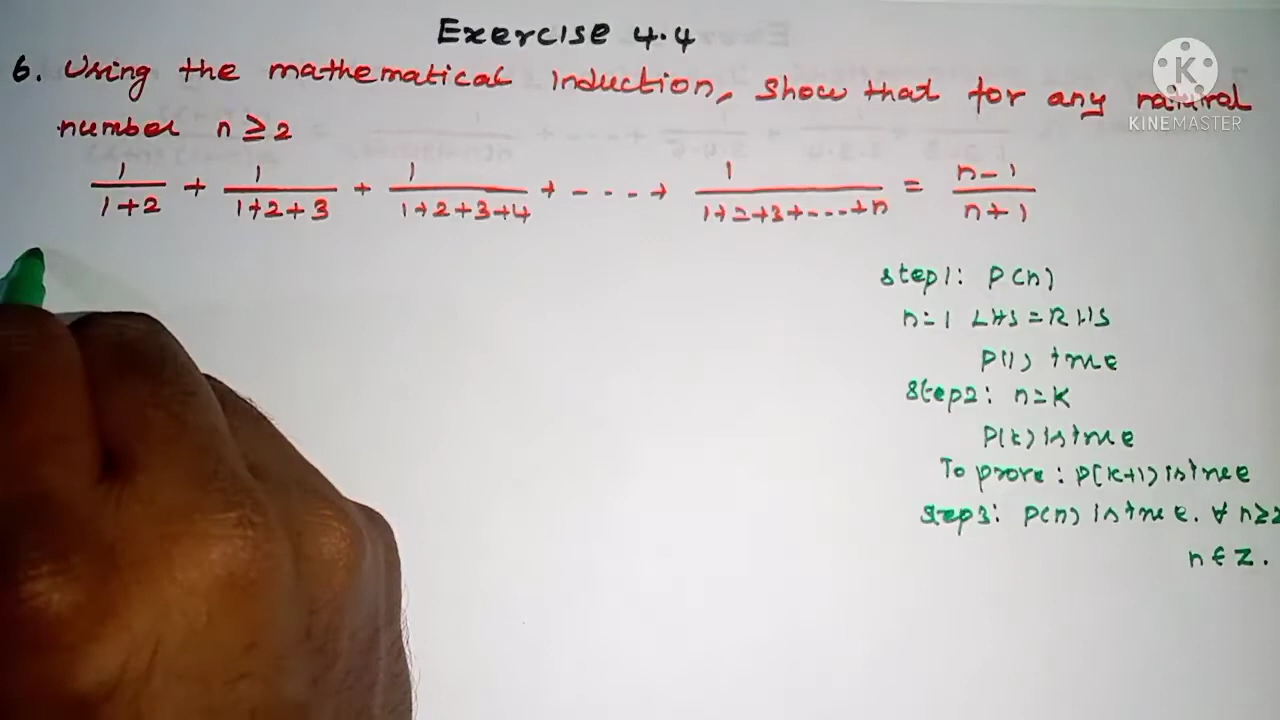 Exercise 4.4
6. Using the mathematical induction, show that for any natural
number n ≥ 2
1/(1+2) + 1/(1+2+3) + 1/(1+2+3+4) + - - - + 1/(1+2+3+---+n) = (n-1)/(n+1)
K
KINEMASTER
step1: P(n)
n=1 LHS = RHS
P(1) true
step2: n=k
P(k) is true
To prove: P(k+1) is true
step3: P(n) is true. ∀ n≥2
n∈Z.